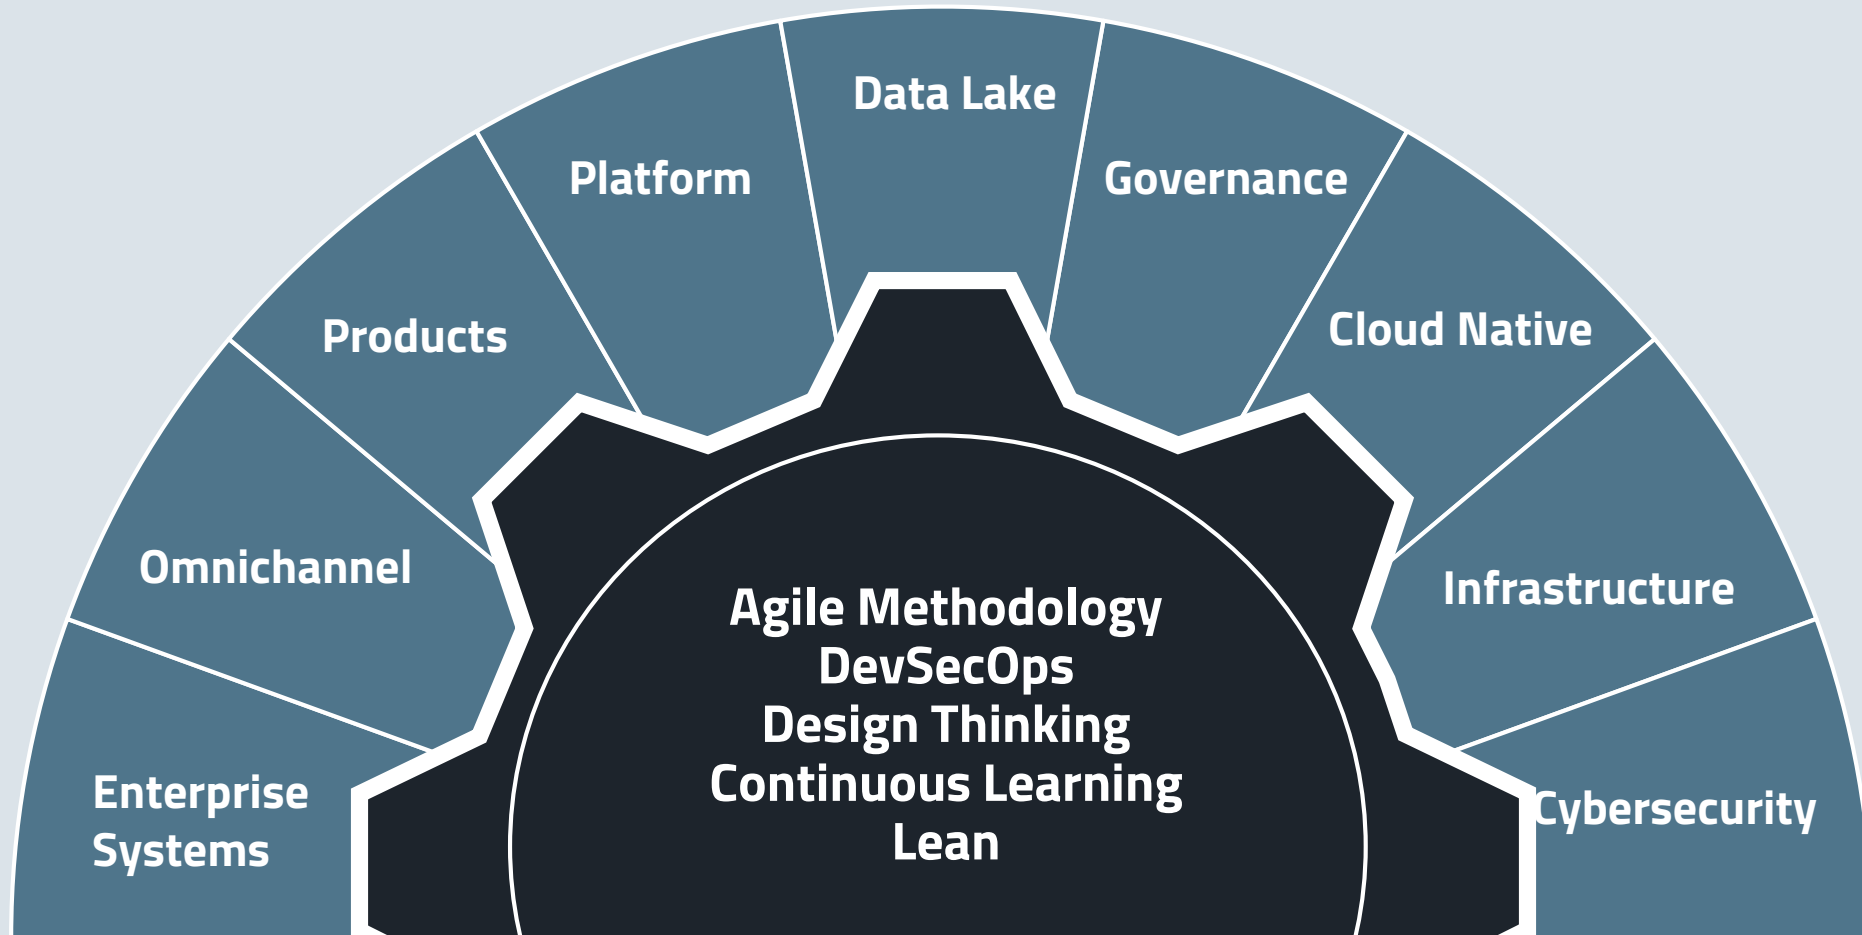 Data Lake
Platform
Governance
Products
Cloud Native
Omnichannel
Infrastructure
Enterprise
Systems
Cybersecurity
Agile Methodology
DevSecOps
Design Thinking
Continuous Learning
Lean